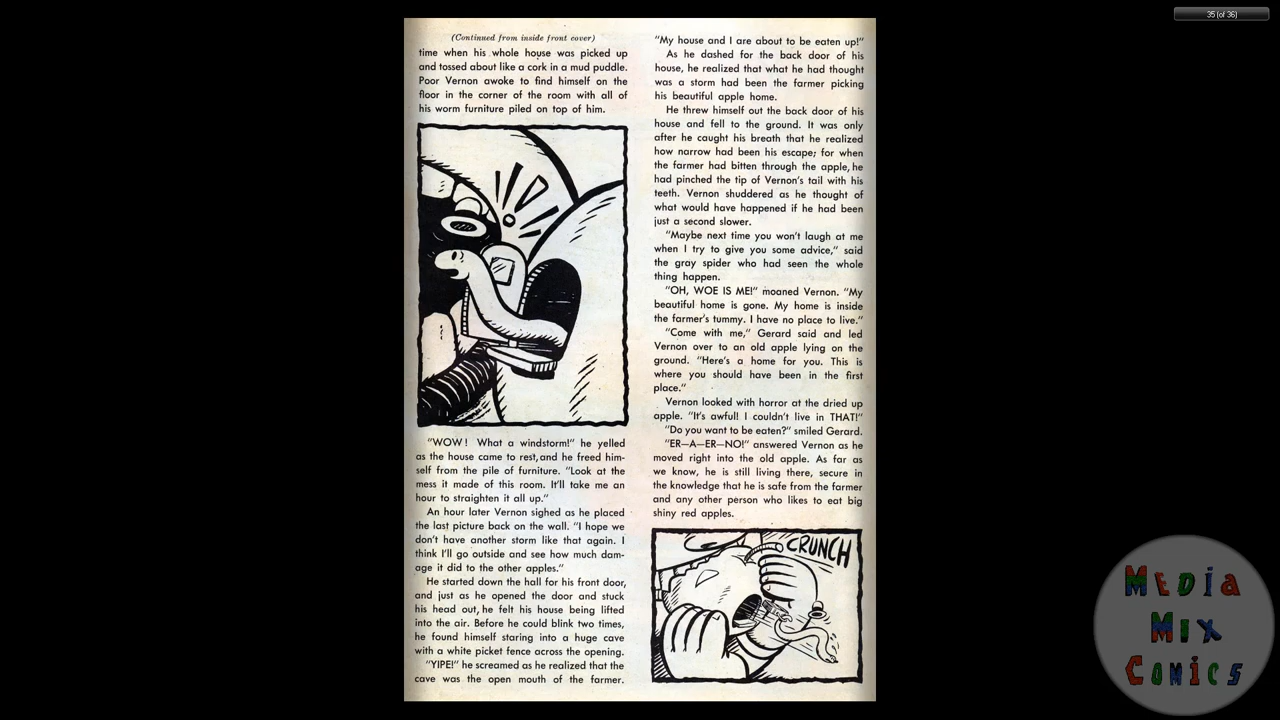 35 (of 36)
(Continued from inside front cover)
time when his whole house was picked up
and tossed about like a cork in a mud puddle.
Poor Vernon awoke to find himself on the
floor in the corner of the room with all of
his worm furniture piled on top of him.
"WOW! What a windstorm!" he yelled
as the house came to rest, and he freed him-
self from the pile of furniture. "Look at the
mess it made of this room. It'll take me an
hour to straighten it all up."
An hour later Vernon sighed as he placed
the last picture back on the wall. "I hope we
don't have another storm like that again. I
think I'll go outside and see how much dam-
age it did to the other apples."
He started down the hall for his front door,
and just as he opened the door and stuck
his head out, he felt his house being lifted
into the air. Before he could blink two times,
he found himself staring into a huge cave
with a white picket fence across the opening.
"YIPE!" he screamed as he realized that the
cave was the open mouth of the farmer.
"My house and I are about to be eaten up!"
As he dashed for the back door of his
house, he realized that what he had thought
was a storm had been the farmer picking
his beautiful apple home.
He threw himself out the back door of his
house and fell to the ground. It was only
after he caught his breath that he realized
how narrow had been his escape; for when
the farmer had bitten through the apple, he
had pinched the tip of Vernon's tail with his
teeth. Vernon shuddered as he thought of
what would have happened if he had been
just a second slower.
"Maybe next time you won't laugh at me
when I try to give you some advice," said
the gray spider who had seen the whole
thing happen.
"OH, WOE IS ME!" moaned Vernon. "My
beautiful home is gone. My home is inside
the farmer's tummy. I have no place to live."
"Come with me," Gerard said and led
Vernon over to an old apple lying on the
ground. "Here's a home for you. This is
where you should have been in the first
place."
Vernon looked with horror at the dried up
apple. "It's awful! I couldn't live in THAT!"
"Do you want to be eaten?" smiled Gerard.
"ER—A—ER—NO!" answered Vernon as he
moved right into the old apple. As far as
we know, he is still living there, secure in
the knowledge that he is safe from the farmer
and any other person who likes to eat big
shiny red apples.
CRUNCH
MEDiA
MiX
COMiCS